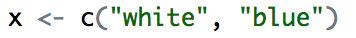 x <- c("white", "blue")